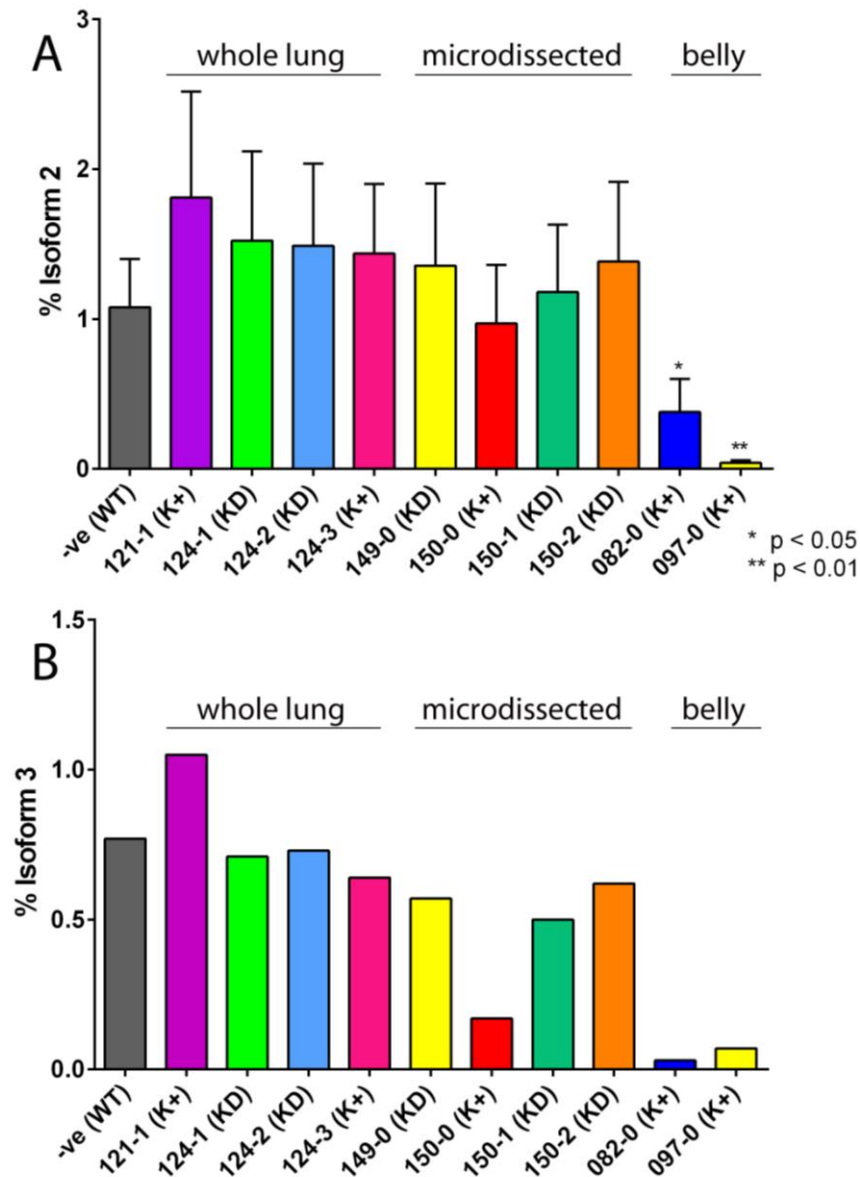 A
whole lung microdissected belly
3
2
1
0
% Isoform 2
*
**
-ve (WT)
121-1 (K+)
124-1 (KD)
124-2 (KD)
124-3 (K+)
149-0 (KD)
150-0 (K+)
150-1 (KD)
150-2 (KD)
082-0 (K+)
097-0 (K+)
* p < 0.05
** p < 0.01
B
whole lung microdissected belly
1.5
1.0
0.5
0.0
% Isoform 3
-ve (WT)
121-1 (K+)
124-1 (KD)
124-2 (KD)
124-3 (K+)
149-0 (KD)
150-0 (K+)
150-1 (KD)
150-2 (KD)
082-0 (K+)
097-0 (K+)